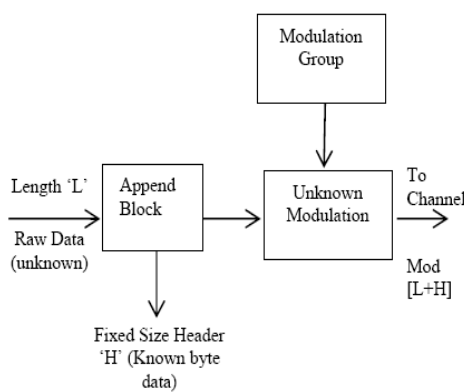 Modulation
Group
Length ‘L’
Raw Data
(unknown)
Append
Block
Unknown
Modulation
To
Channel
Mod
[L+H]
Fixed Size Header
‘H’ (Known byte
data)